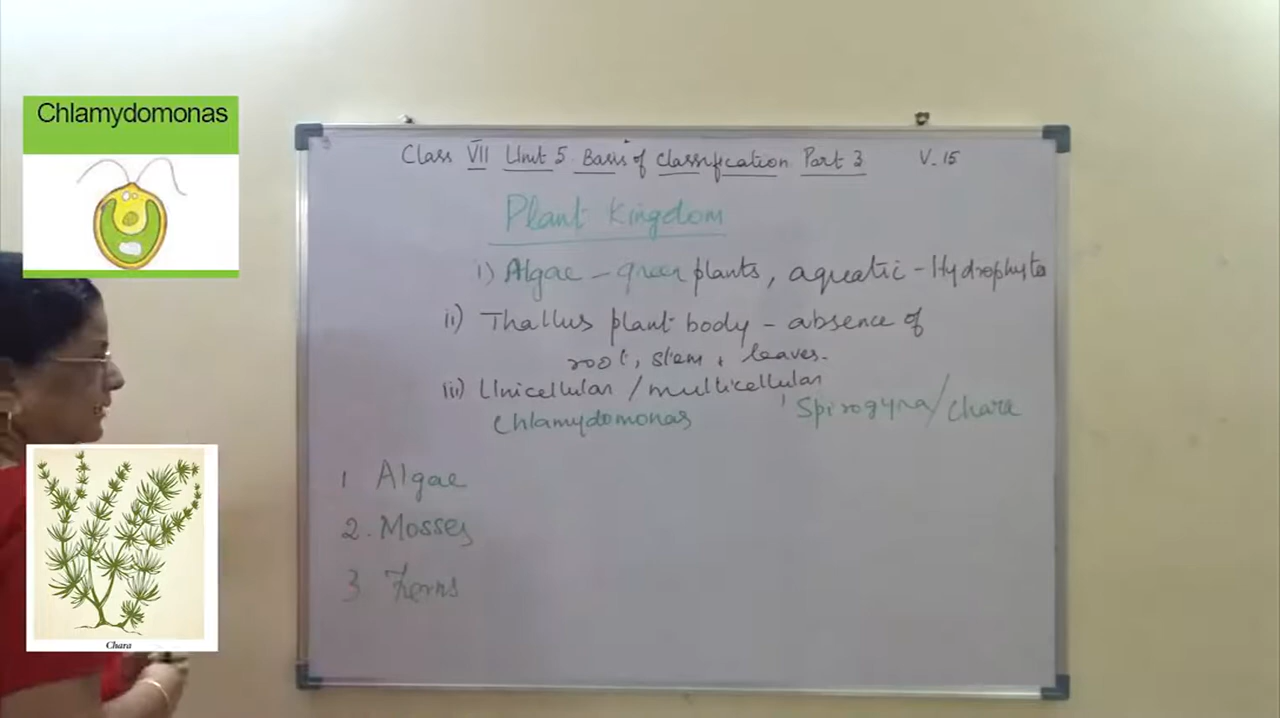 Chlamydomonas
Class VII Unit 5 Basis of Classification Part 3 V. 15
Plant Kingdom
i) Algae – green plants, aquatic – Hydrophyta
ii) Thallus plant body – absence of
root, stem + leaves.
iii) Unicellular / multicellular
Chlamydomonas Spirogyra / chara
1 Algae
2. Mosses
3. Ferns
Chara